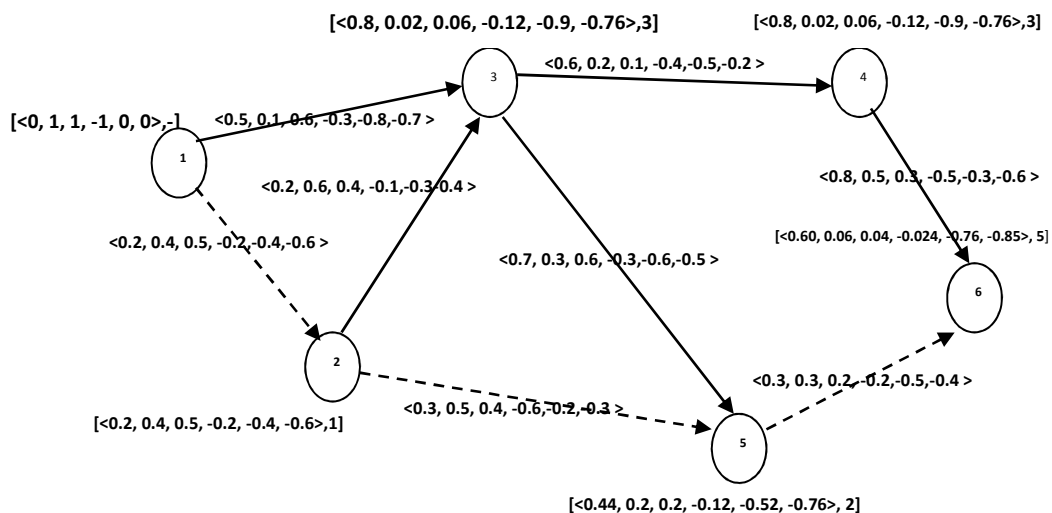 [<0.8, 0.02, 0.06, -0.12, -0.9, -0.76>,3]
[<0.8, 0.02, 0.06, -0.12, -0.9, -0.76>,3]
<0.6, 0.2, 0.1, -0.4,-0.5,-0.2 >
3
4
[<0, 1, 1, -1, 0, 0>,-]
<0.5, 0.1, 0.6, -0.3,-0.8,-0.7 >
1
<0.2, 0.6, 0.4, -0.1,-0.3-0.4 >
<0.8, 0.5, 0.3, -0.5,-0.3,-0.6 >
<0.2, 0.4, 0.5, -0.2,-0.4,-0.6 >
[<0.60, 0.06, 0.04, -0.024, -0.76, -0.85>, 5]
<0.7, 0.3, 0.6, -0.3,-0.6,-0.5 >
6
2
<0.3, 0.3, 0.2, -0.2,-0.5,-0.4 >
<0.3, 0.5, 0.4, -0.6,-0.2,-0.3 >
[<0.2, 0.4, 0.5, -0.2, -0.4, -0.6>,1]
5
[<0.44, 0.2, 0.2, -0.12, -0.52, -0.76>, 2]